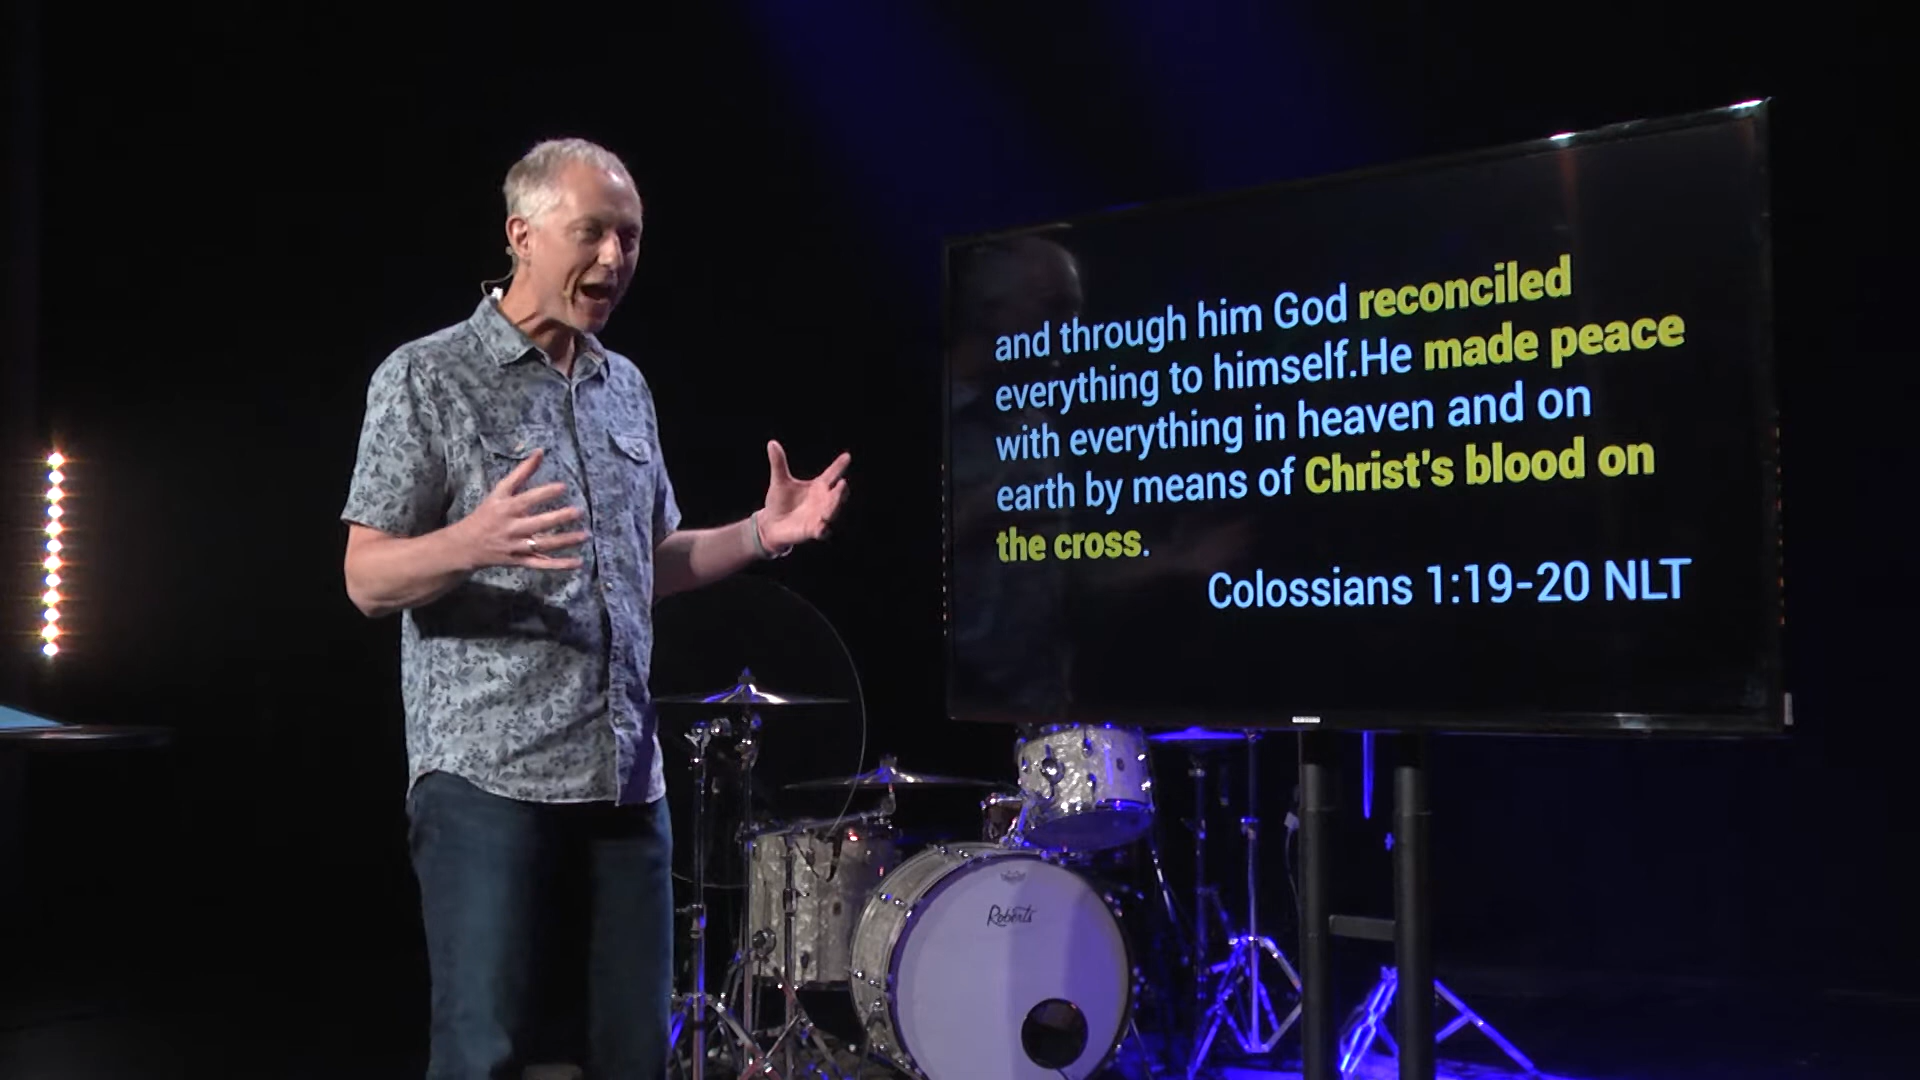 and through him God reconciled
everything to himself.He made peace
with everything in heaven and on
earth by means of Christ's blood on
the cross.
Colossians 1:19-20 NLT
Roberts